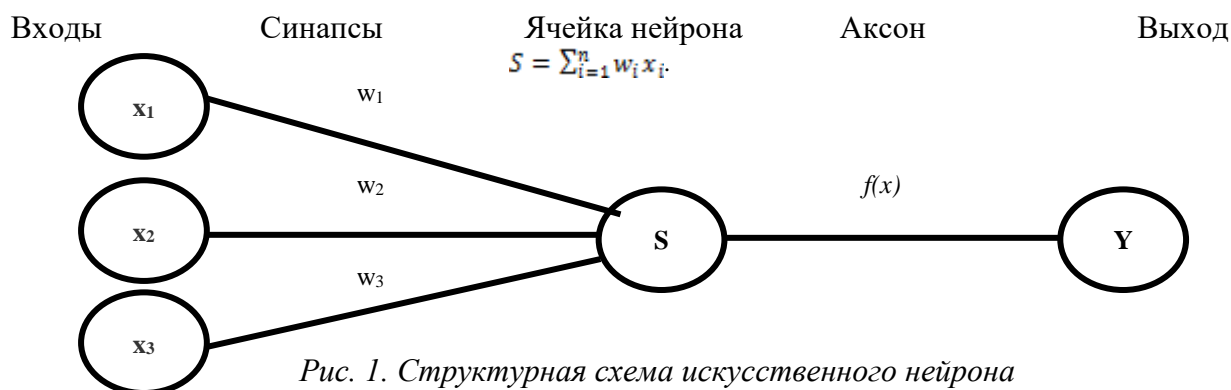 Входы Синапсы Ячейка нейрона Аксон Выход
S = ∑ⁿᵢ₌₁ wᵢxᵢ.
x₁ w₁
w₂ f(x)
x₂ S Y
w₃
x₃
Рис. 1. Структурная схема искусственного нейрона